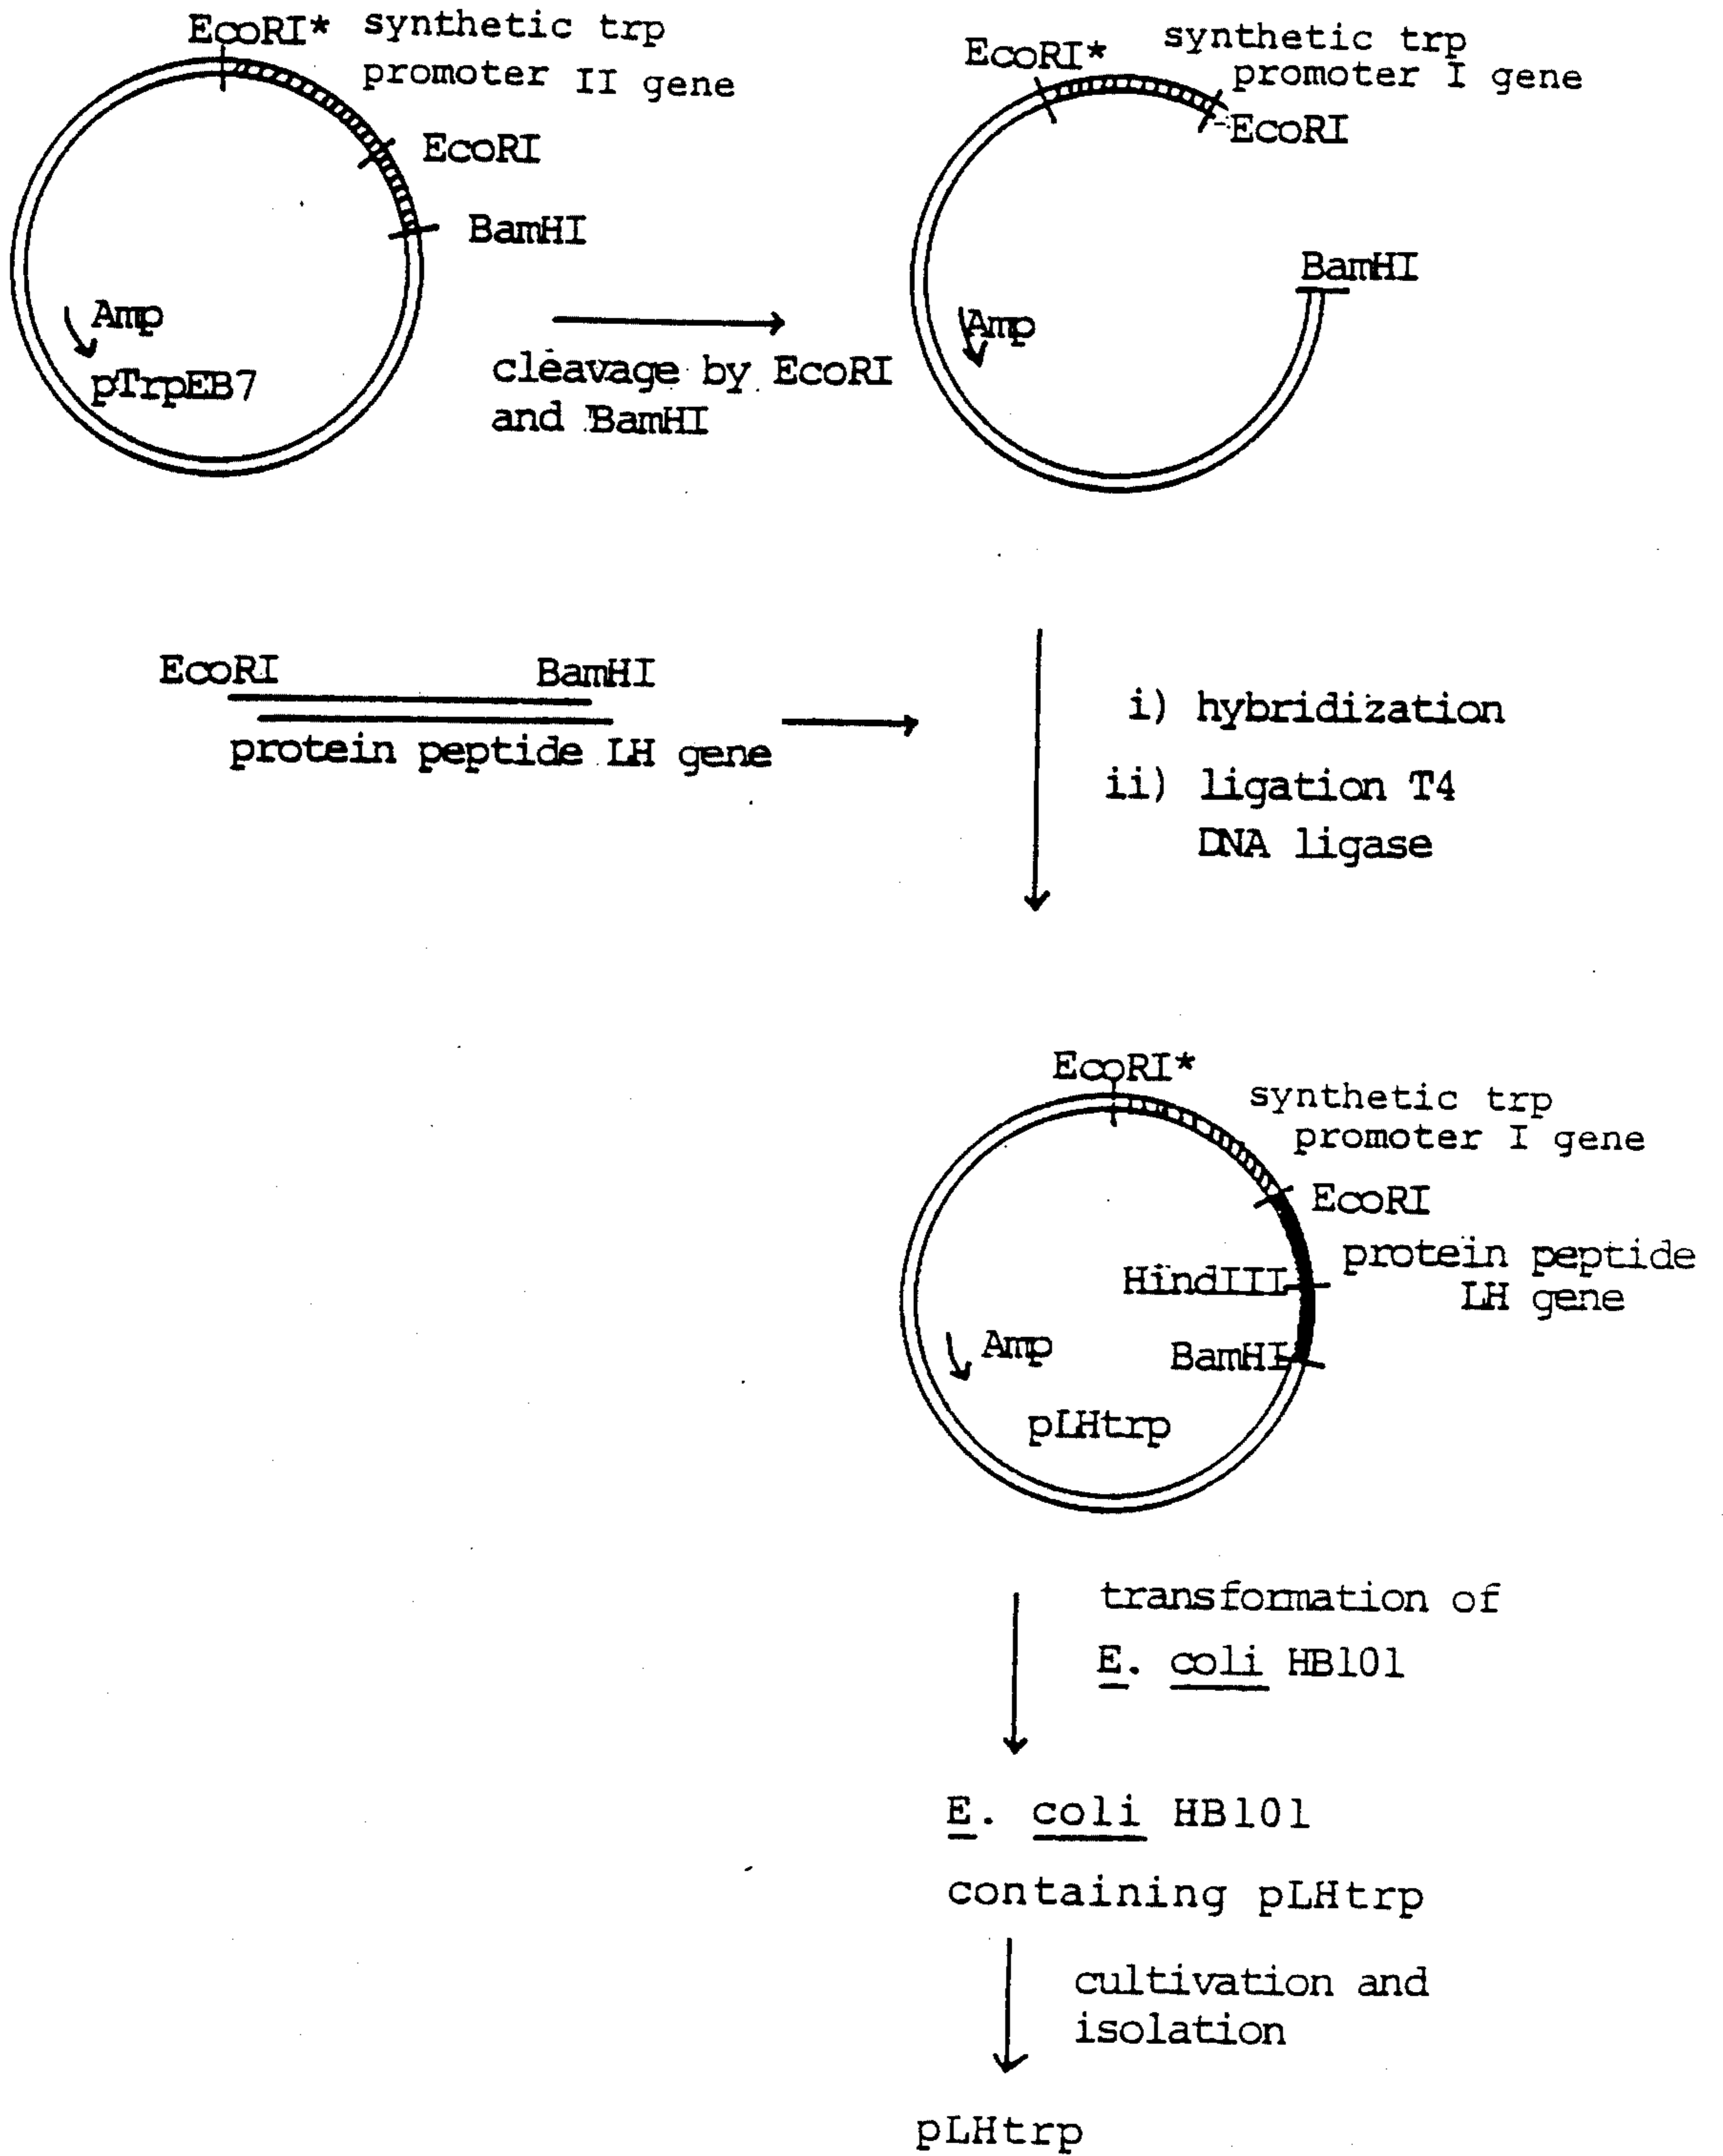 EcoRI* synthetic trp
promoter II gene
EcoRI
BamHI
Amp
pTrpEB7
cleavage by EcoRI
and BamHI
EcoRI*
synthetic trp
promoter I gene
EcoRI
BamHI
Amp
EcoRI
BamHI
protein peptide LH gene
i) hybridization
ii) ligation T4
DNA ligase
EcoRI*
synthetic trp
promoter I gene
EcoRI
protein peptide
LH gene
HindIII
BamHI
Amp
pLHtrp
transformation of
E. coli HB101
E. coli HB101
containing pLHtrp
cultivation and
isolation
pLHtrp